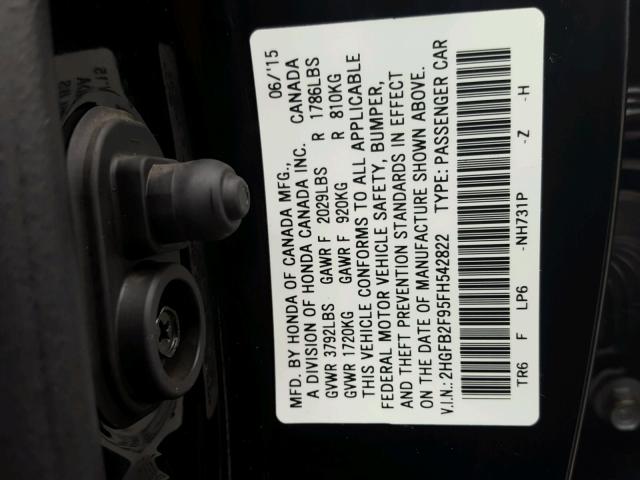 MFD. BY HONDA OF CANADA MFG., 06/'15
A DIVISION OF HONDA CANADA INC. CANADA
GVWR 3792LBS GAWR F 2029LBS R 1786LBS
GVWR 1720KG GAWR F 920KG R 810KG
THIS VEHICLE CONFORMS TO ALL APPLICABLE
FEDERAL MOTOR VEHICLE SAFETY, BUMPER,
AND THEFT PREVENTION STANDARDS IN EFFECT
ON THE DATE OF MANUFACTURE SHOWN ABOVE.
V.I.N.: 2HGFB2F95FH542822 TYPE: PASSENGER CAR
TR6 F LP6 -NH731P -Z -H